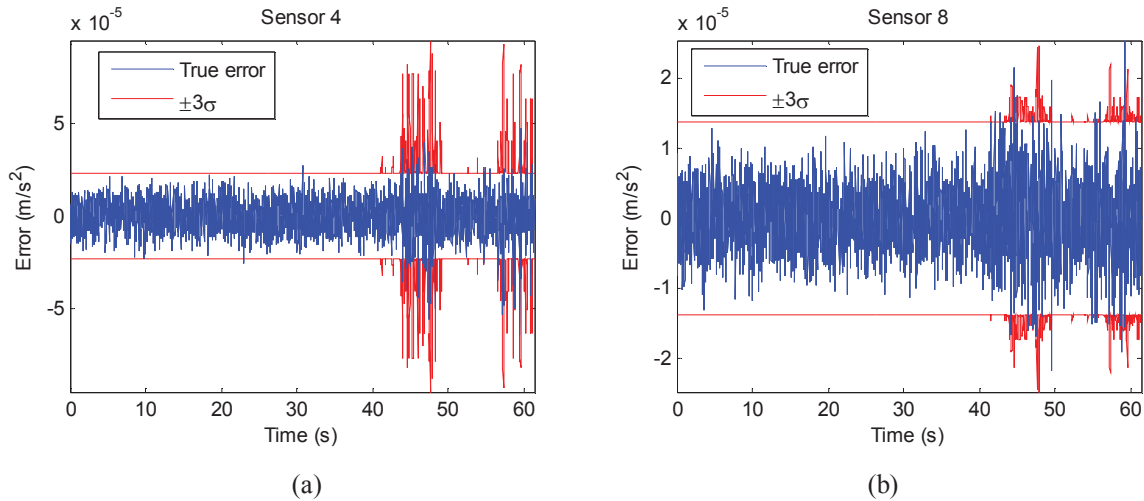 x 10⁻⁵
Sensor 4
True error
±3σ
5
0
-5
Error (m/s²)
0 10 20 30 40 50 60
Time (s)
(a)
x 10⁻⁵
Sensor 8
True error
±3σ
2
1
0
-1
-2
Error (m/s²)
0 10 20 30 40 50 60
Time (s)
(b)